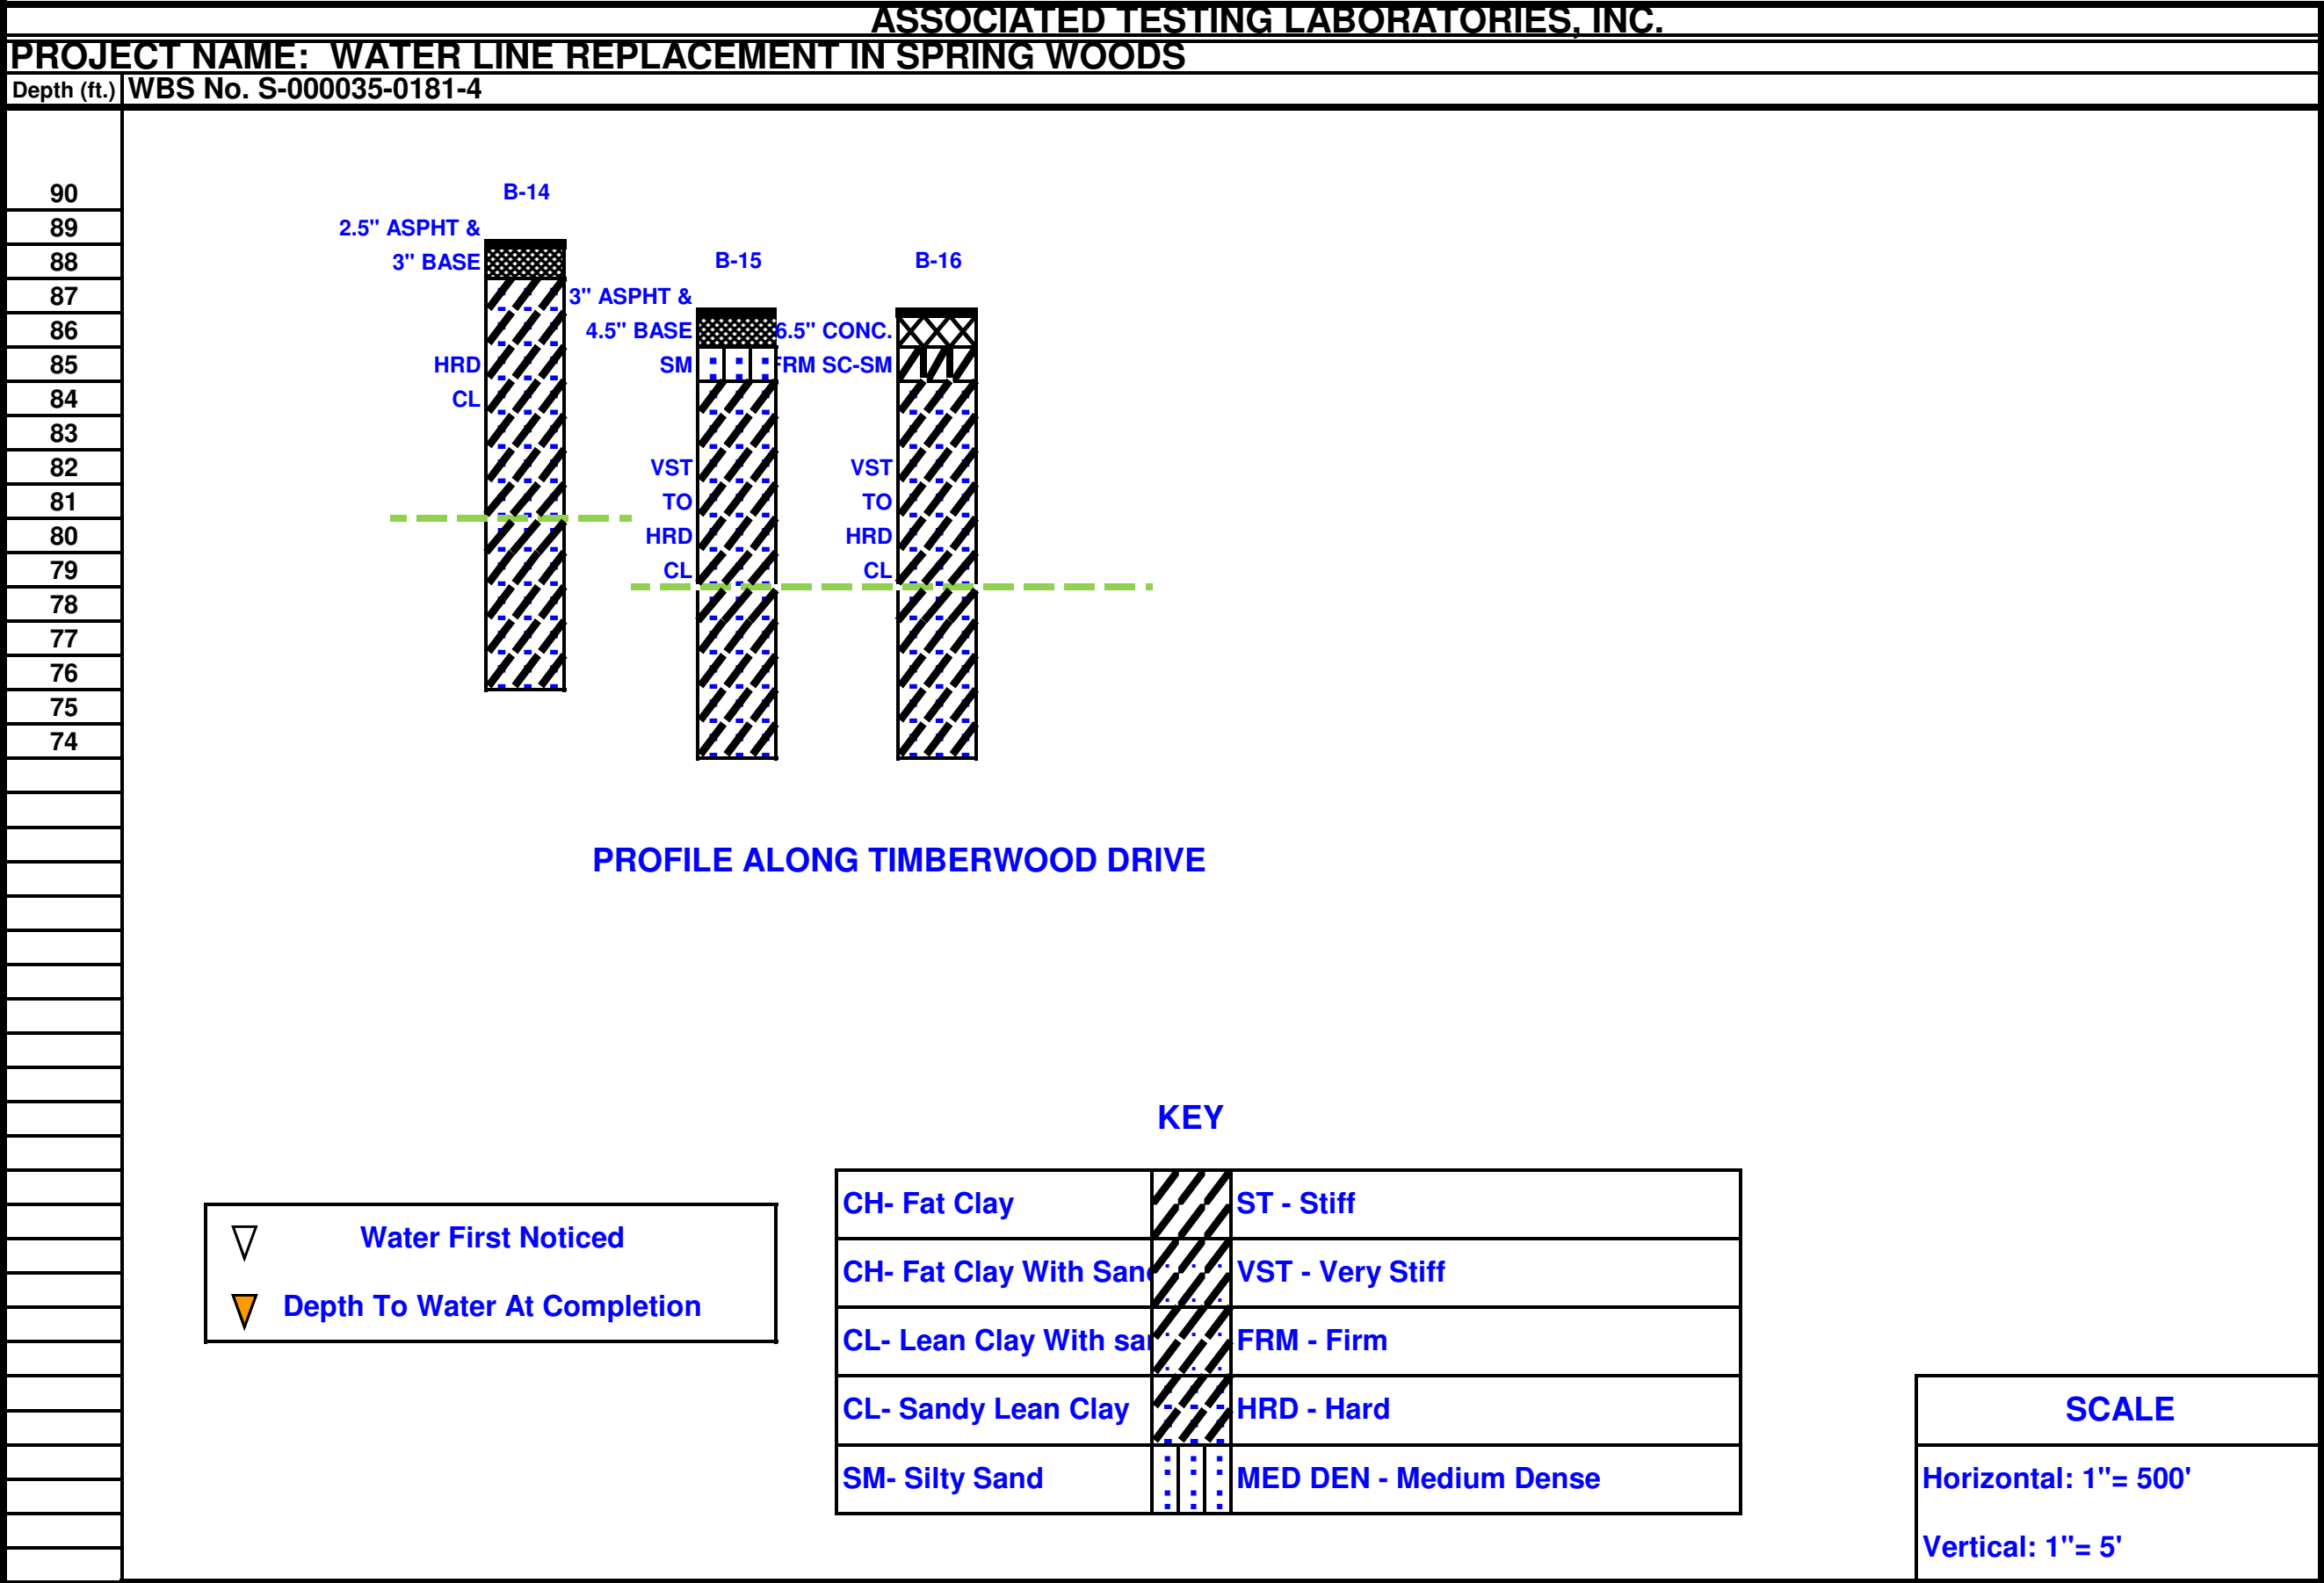 ASSOCIATED TESTING LABORATORIES, INC.
PROJECT NAME: WATER LINE REPLACEMENT IN SPRING WOODS
Depth (ft.) WBS No. S-000035-0181-4
90
89
88
87
86
85
84
83
82
81
80
79
78
77
76
75
74
B-14
2.5" ASPHT &
3" BASE
HRD
CL
B-15
3" ASPHT &
4.5" BASE
SM
VST
TO
HRD
CL
B-16
6.5" CONC.
FRM SC-SM
VST
TO
HRD
CL
PROFILE ALONG TIMBERWOOD DRIVE
Water First Noticed
Depth To Water At Completion
KEY
CH- Fat Clay
ST - Stiff
CH- Fat Clay With San
VST - Very Stiff
CL- Lean Clay With sa
FRM - Firm
CL- Sandy Lean Clay
HRD - Hard
SM- Silty Sand
MED DEN - Medium Dense
SCALE
Horizontal: 1"= 500'
Vertical: 1"= 5'